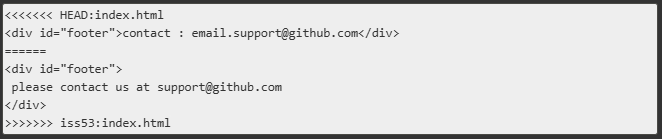 <<<<<<< HEAD:index.html
<div id="footer">contact : email.support@github.com</div>
======
<div id="footer">
 please contact us at support@github.com
</div>
>>>>>>> iss53:index.html